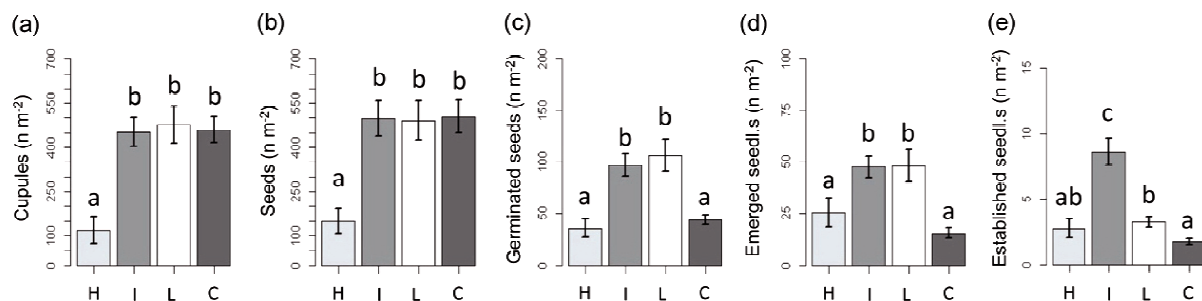 (a)
Cupules (n m-2)
700
550
400
250
100
0
a
b
b
b
H I L C
(b)
Seeds (n m-2)
700
550
400
250
100
0
a
b
b
b
H I L C
(c)
Germinated seeds (n m-2)
200
150
100
50
0
a
b
b
a
H I L C
(d)
Emerged seedl.s (n m-2)
100
75
50
25
0
a
b
b
a
H I L C
(e)
Established seedl.s (n m-2)
15
10
5
0
ab
c
b
a
H I L C